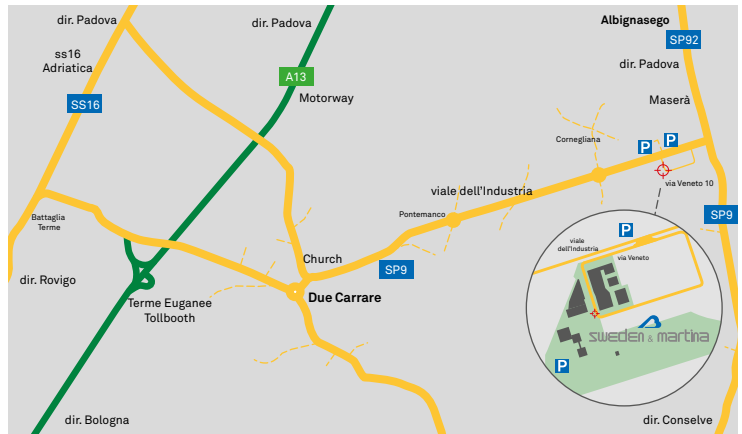 dir. Padova
dir. Padova
Albignasego
SP92
dir. Padova
ss16
Adriatica
A13
SS16
Motorway
Maserà
Cornegliana
P
P
via Veneto 10
viale dell'Industria
Pontemanco
Battaglia
Terme
SP9
P
viale
dell'Industria
via Veneto
Church
SP9
dir. Rovigo
Terme Euganee
Tollbooth
Due Carrare
sweden & martina
P
dir. Bologna
dir. Conselve